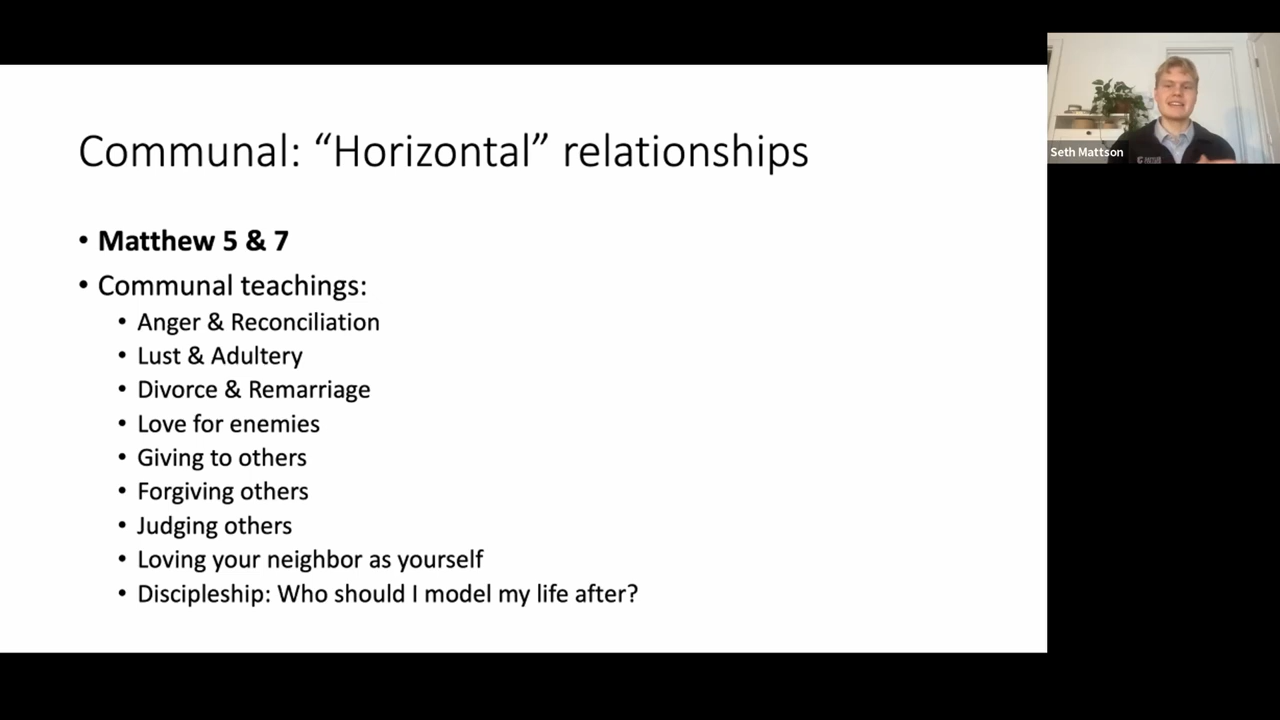 Communal: “Horizontal” relationships
• Matthew 5 & 7
• Communal teachings:
• Anger & Reconciliation
• Lust & Adultery
• Divorce & Remarriage
• Love for enemies
• Giving to others
• Forgiving others
• Judging others
• Loving your neighbor as yourself
• Discipleship: Who should I model my life after?
Seth Mattson